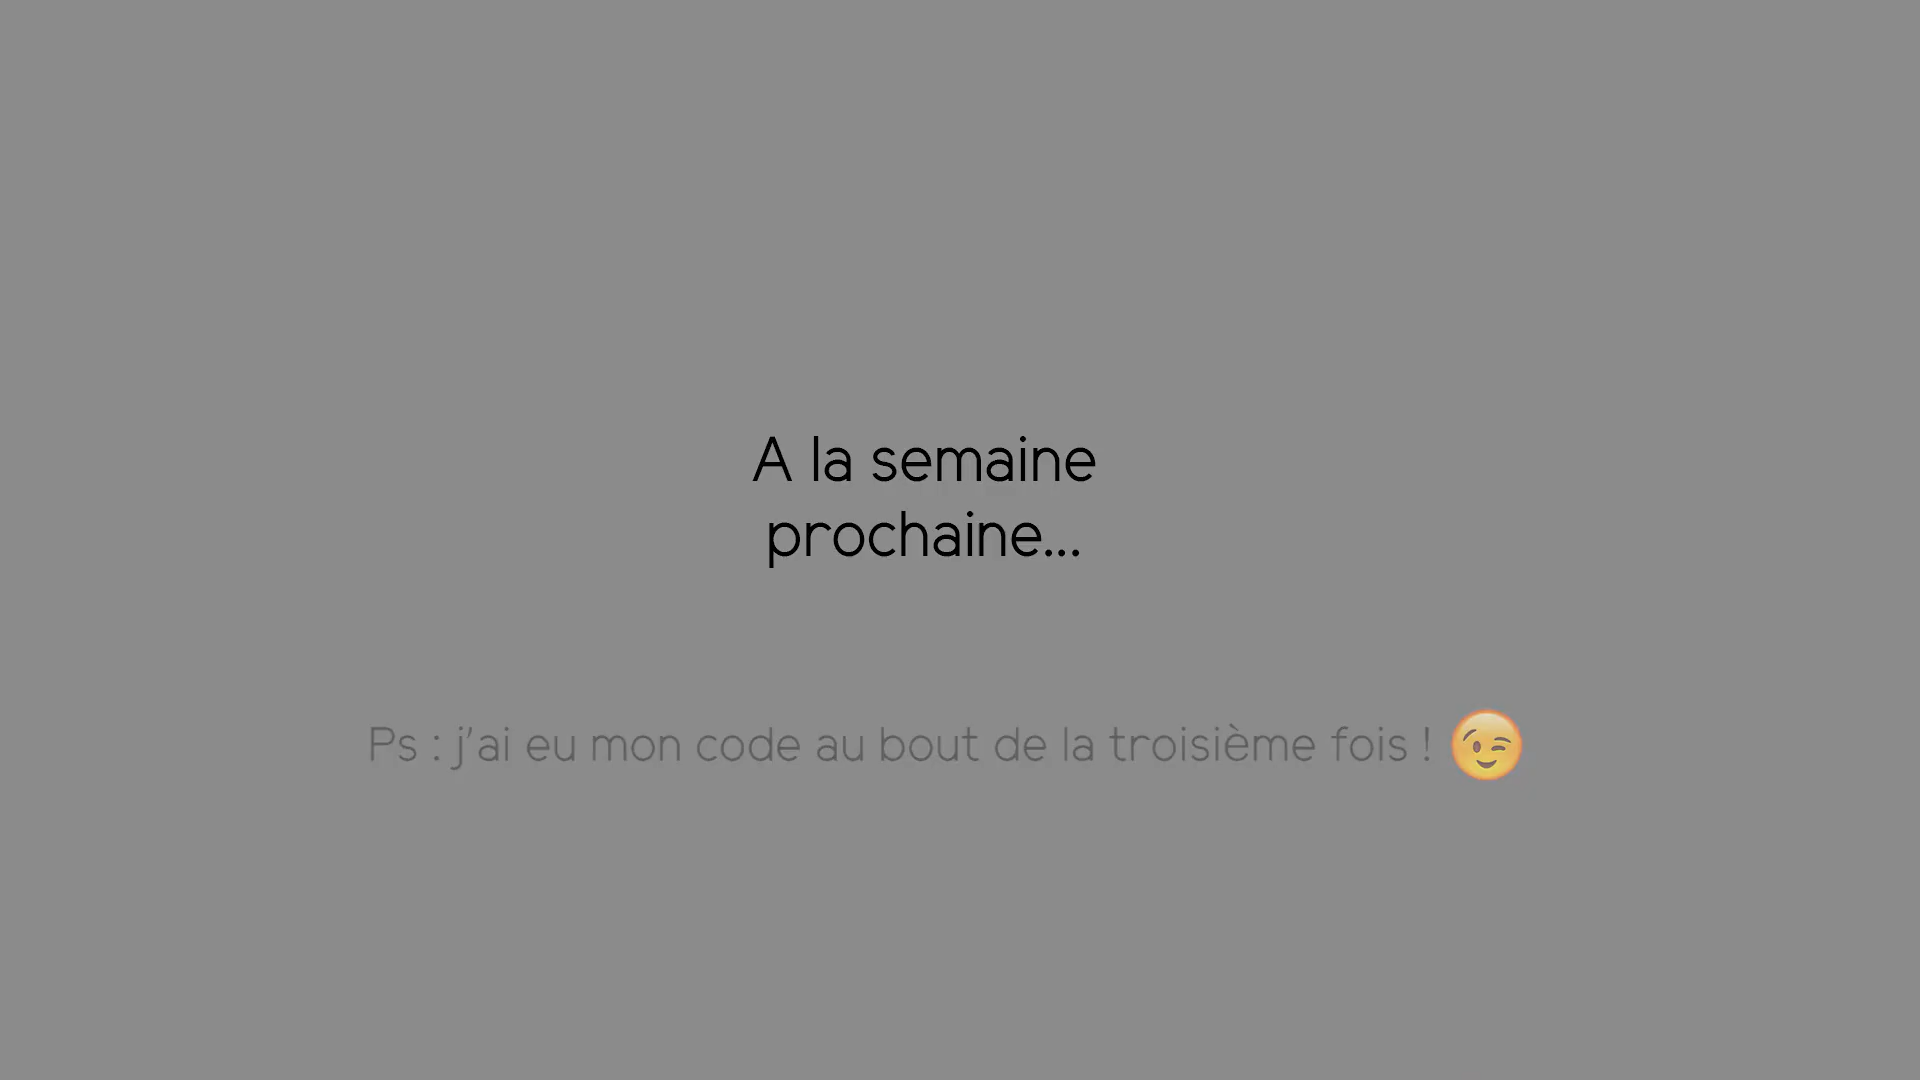 A la semaine
prochaine...
Ps : j'ai eu mon code au bout de la troisième fois ! 😉